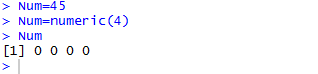 > Num=45
> Num=numeric(4)
> Num
[1] 0 0 0 0
>